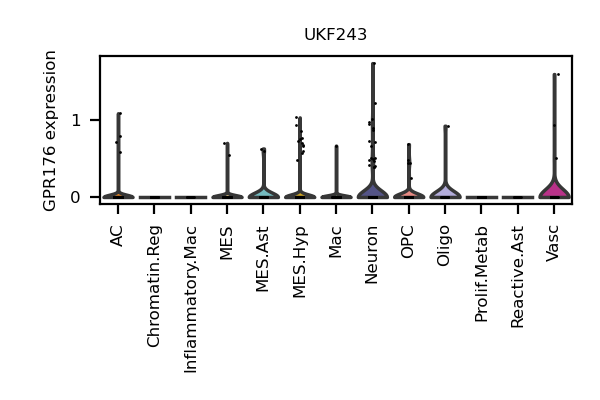 UKF243
GPR176 expression
1
0
AC
Chromatin.Reg
Inflammatory.Mac
MES
MES.Ast
MES.Hyp
Mac
Neuron
OPC
Oligo
Prolif.Metab
Reactive.Ast
Vasc